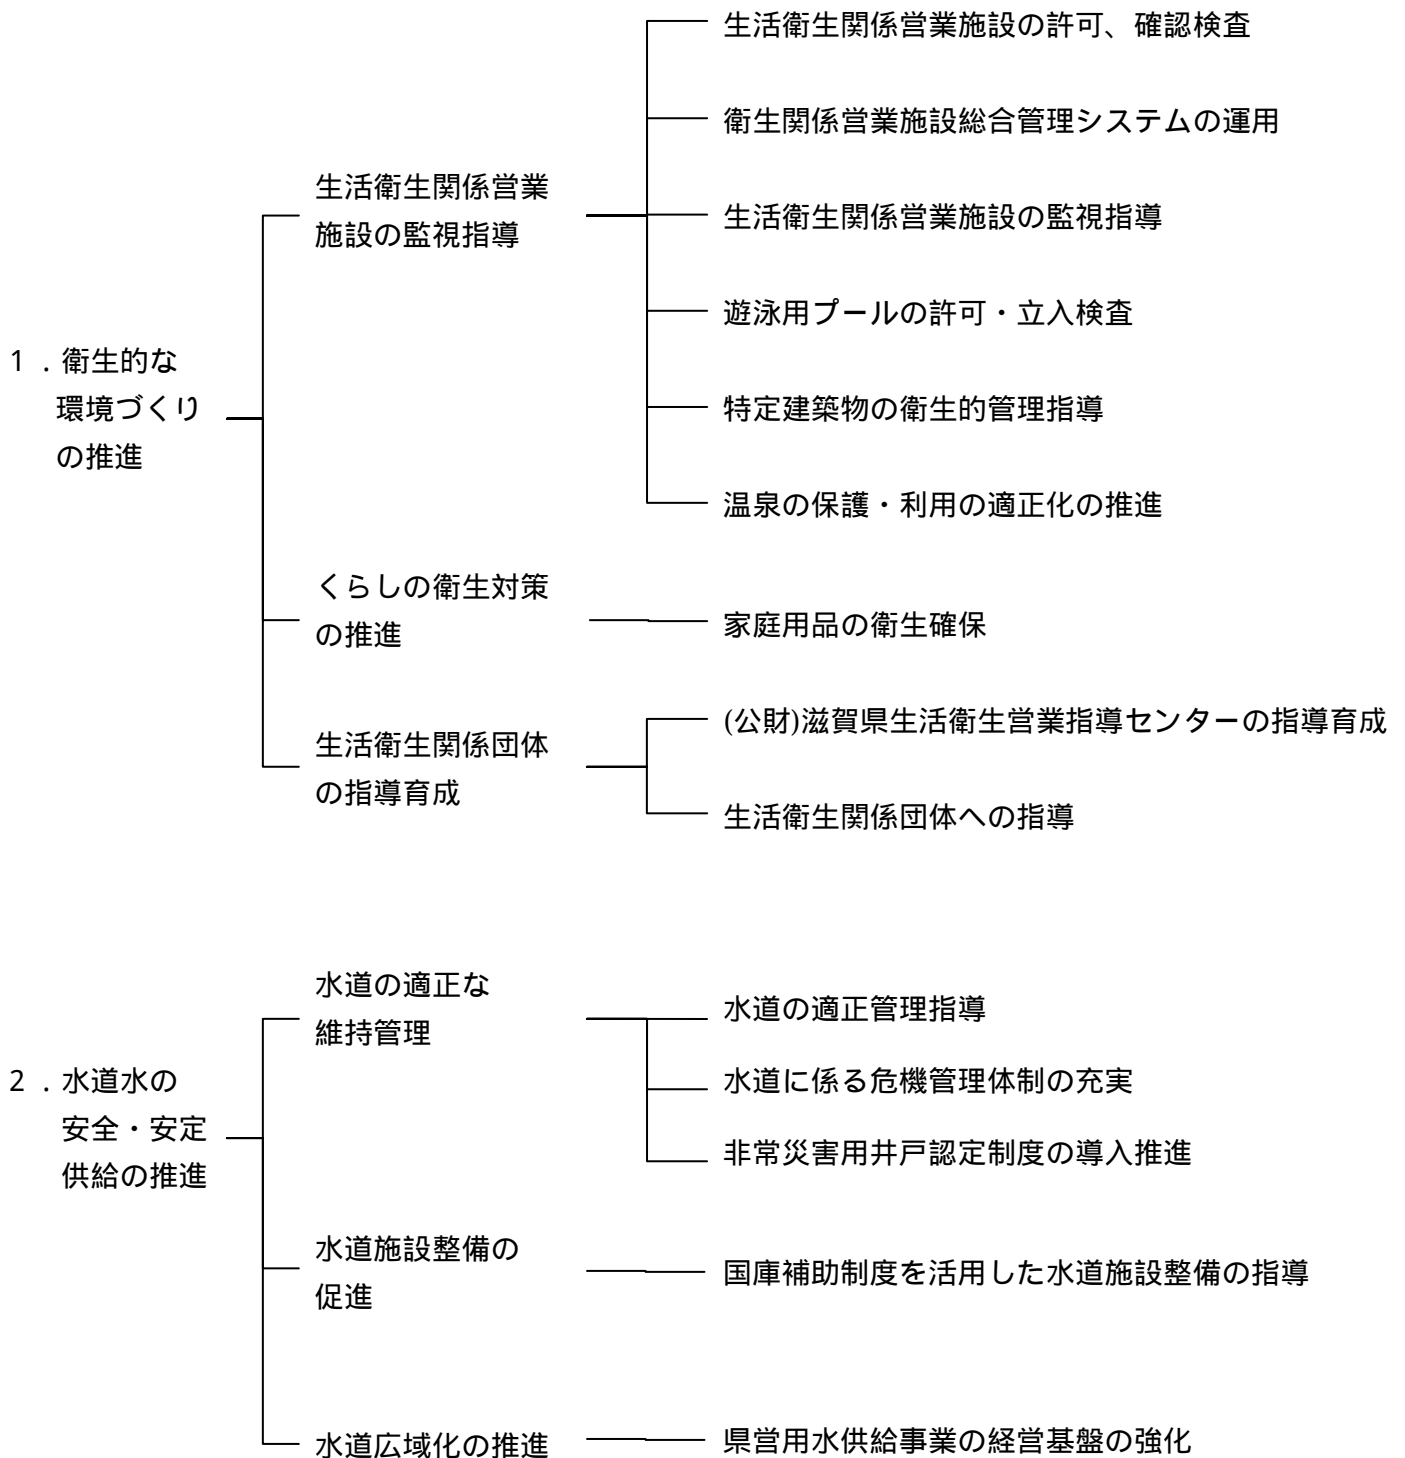 1．衛生的な
環境づくり
の推進
生活衛生関係営業
施設の監視指導
生活衛生関係営業施設の許可、確認検査
衛生関係営業施設総合管理システムの運用
生活衛生関係営業施設の監視指導
遊泳用プールの許可・立入検査
特定建築物の衛生的管理指導
温泉の保護・利用の適正化の推進
くらしの衛生対策
の推進
家庭用品の衛生確保
生活衛生関係団体
の指導育成
(公財)滋賀県生活衛生営業指導センターの指導育成
生活衛生関係団体への指導
2．水道水の
安全・安定
供給の推進
水道の適正な
維持管理
水道の適正管理指導
水道に係る危機管理体制の充実
非常災害用井戸認定制度の導入推進
水道施設整備の
促進
国庫補助制度を活用した水道施設整備の指導
水道広域化の推進
県営用水供給事業の経営基盤の強化